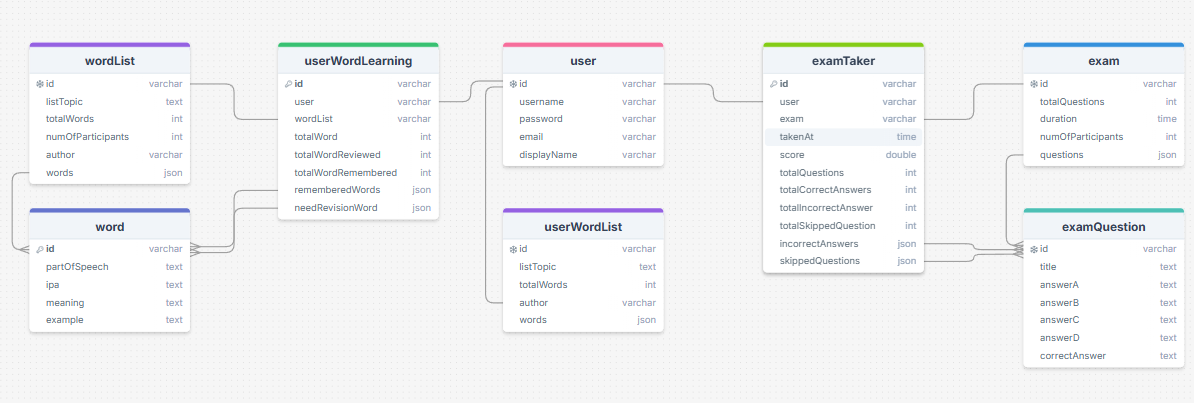 wordList
id varchar
listTopic text
totalWords int
numOfParticipants int
author varchar
words json
word
id varchar
partOfSpeech text
ipa text
meaning text
example text
userWordLearning
id varchar
user varchar
wordList varchar
totalWord int
totalWordReviewed int
totalWordRemembered int
rememberedWords json
needRevisionWord json
user
id varchar
username varchar
password varchar
email varchar
displayName varchar
userWordList
id varchar
listTopic text
totalWords int
author varchar
words json
examTaker
id varchar
user varchar
exam varchar
takenAt time
score double
totalQuestions int
totalCorrectAnswers int
totalIncorrectAnswer int
totalSkippedQuestion int
incorrectAnswers json
skippedQuestions json
exam
id varchar
totalQuestions int
duration time
numOfParticipants int
questions json
examQuestion
id varchar
title text
answerA text
answerB text
answerC text
answerD text
correctAnswer text